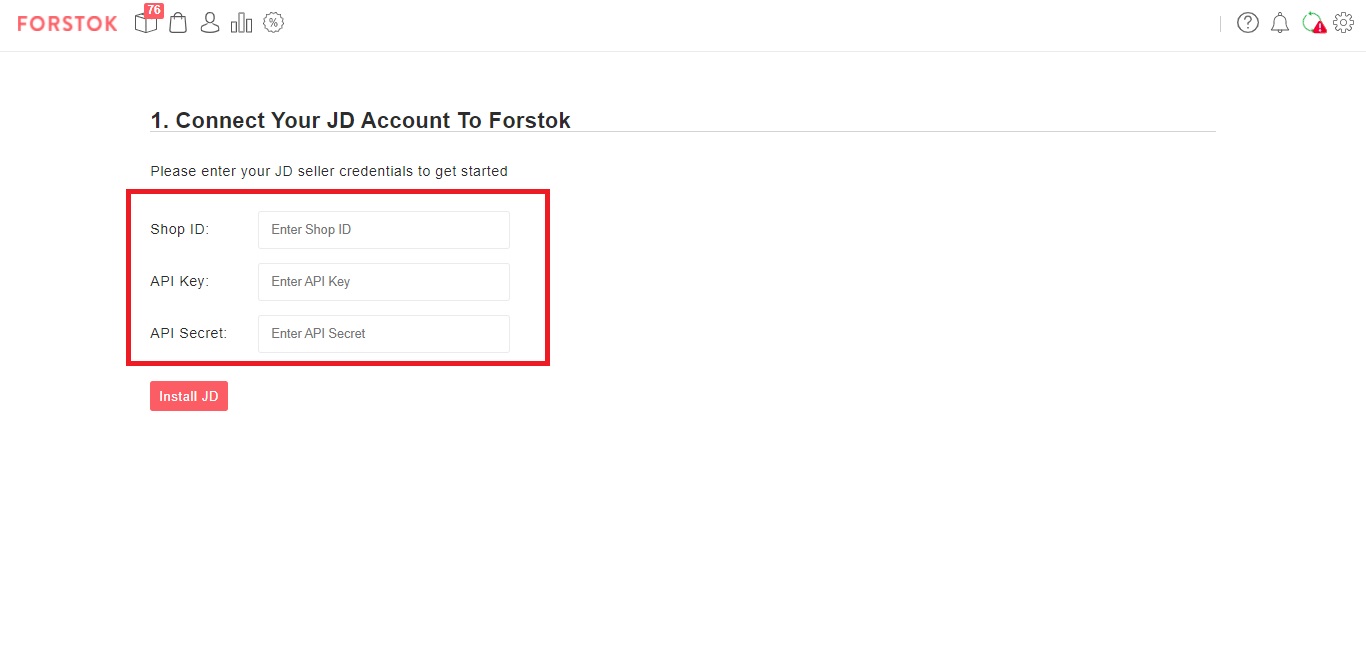 FORSTOK 76 %
1. Connect Your JD Account To Forstok
Please enter your JD seller credentials to get started
Shop ID: Enter Shop ID
API Key: Enter API Key
API Secret: Enter API Secret
Install JD